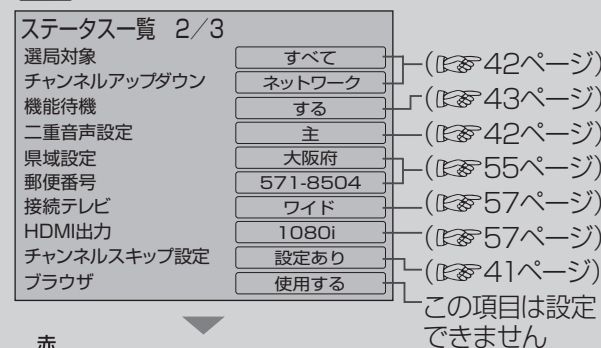 ステータス一覧 2/3
選局対象 すべて (☞42ページ)
チャンネルアップダウン ネットワーク
機能待機 する (☞43ページ)
二重音声設定 主 (☞42ページ)
県域設定 大阪府 (☞55ページ)
郵便番号 571-8504
接続テレビ ワイド (☞57ページ)
HDMI出力 1080i (☞57ページ)
チャンネルスキップ設定 設定あり (☞41ページ)
ブラウザ 使用する
この項目は設定
できません
赤